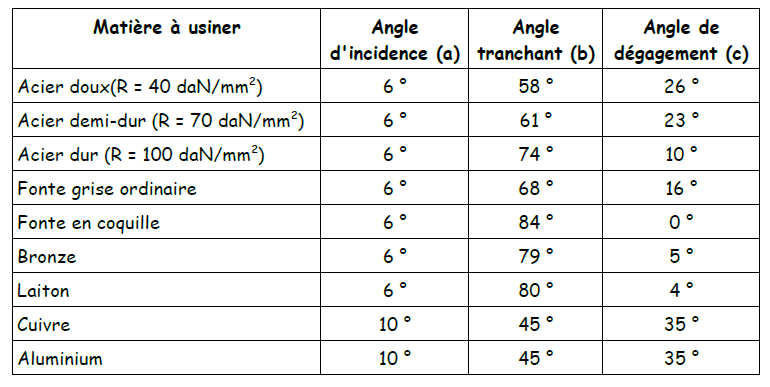 Matière à usiner Angle d'incidence (a) Angle tranchant (b) Angle de dégagement (c)
Acier doux(R = 40 daN/mm²) 6 ° 58 ° 26 °
Acier demi-dur (R = 70 daN/mm²) 6 ° 61 ° 23 °
Acier dur (R = 100 daN/mm²) 6 ° 74 ° 10 °
Fonte grise ordinaire 6 ° 68 ° 16 °
Fonte en coquille 6 ° 84 ° 0 °
Bronze 6 ° 79 ° 5 °
Laiton 6 ° 80 ° 4 °
Cuivre 10 ° 45 ° 35 °
Aluminium 10 ° 45 ° 35 °